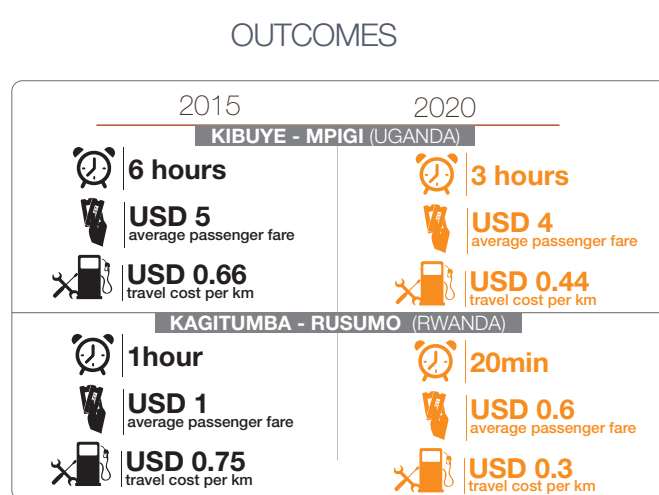 OUTCOMES
2015 2020
KIBUYE - MPIGI (UGANDA)
6 hours 3 hours
USD 5 USD 4
average passenger fare average passenger fare
USD 0.66 USD 0.44
travel cost per km travel cost per km
KAGITUMBA - RUSUMO (RWANDA)
1hour 20min
USD 1 USD 0.6
average passenger fare average passenger fare
USD 0.75 USD 0.3
travel cost per km travel cost per km